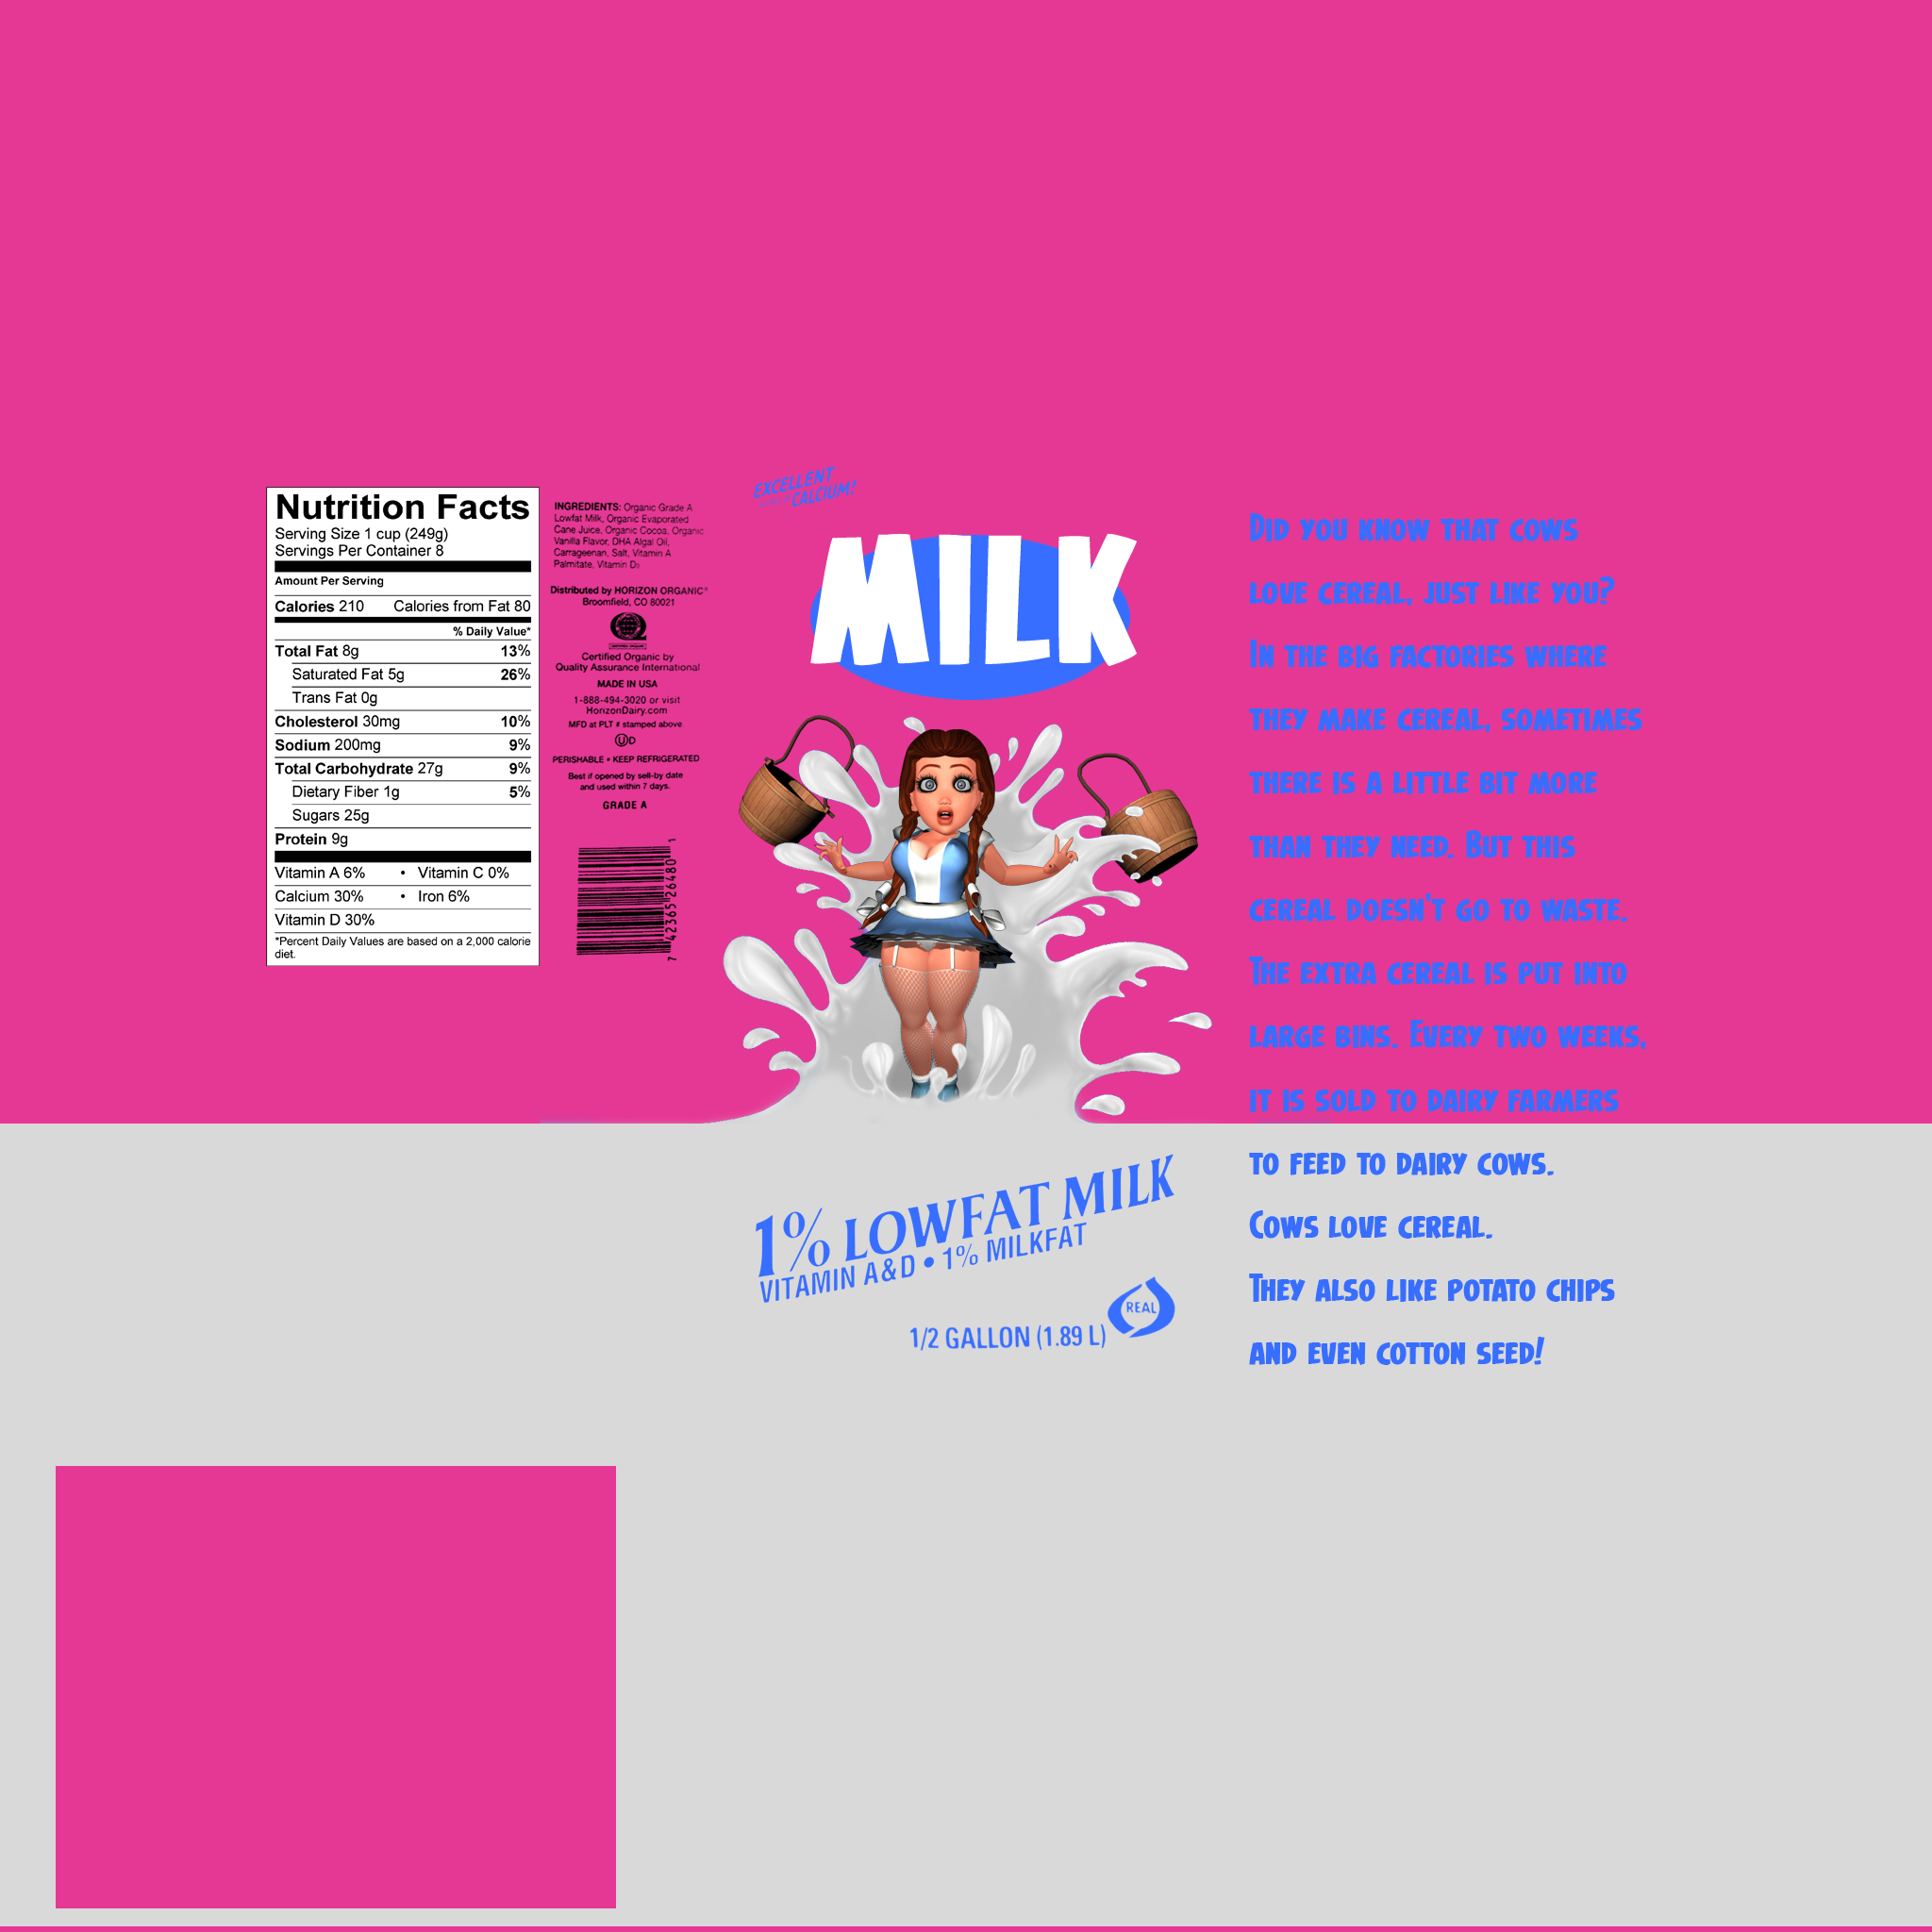 Nutrition Facts
Serving Size 1 cup (249g)
Servings Per Container 8
Amount Per Serving
Calories 210 Calories from Fat 80
% Daily Value*
Total Fat 8g 13%
Saturated Fat 5g 26%
Trans Fat 0g
Cholesterol 30mg 10%
Sodium 200mg 9%
Total Carbohydrate 27g 9%
Dietary Fiber 1g 5%
Sugars 25g
Protein 9g
Vitamin A 6% • Vitamin C 0%
Calcium 30% • Iron 6%
Vitamin D 30%
*Percent Daily Values are based on a 2,000 calorie
diet.
INGREDIENTS: Organic Grade A
Lowfat Milk, Organic Evaporated
Cane Juice, Organic Cocoa, Organic
Vanilla Flavor, DHA Algal Oil,
Carrageenan, Salt, Vitamin A
Palmitate, Vitamin D₃
Distributed by HORIZON ORGANIC®
Broomfield, CO 80021
Certified Organic by
Quality Assurance International
MADE IN USA
1-888-494-3020 or visit
HorizonDairy.com
MFD at PLT # stamped above
UD
PERISHABLE • KEEP REFRIGERATED
Best if opened by sell-by date
and used within 7 days.
GRADE A
7 42365 26480 1
EXCELLENT
CALCIUM!
MILK
1% LOWFAT MILK
VITAMIN A&D • 1% MILKFAT
1/2 GALLON (1.89 L)
REAL
DID YOU KNOW THAT COWS
LOVE CEREAL, JUST LIKE YOU?
IN THE BIG FACTORIES WHERE
THEY MAKE CEREAL, SOMETIMES
THERE IS A LITTLE BIT MORE
THAN THEY NEED. BUT THIS
CEREAL DOESN'T GO TO WASTE.
THE EXTRA CEREAL IS PUT INTO
LARGE BINS. EVERY TWO WEEKS,
IT IS SOLD TO DAIRY FARMERS
TO FEED TO DAIRY COWS.
COWS LOVE CEREAL.
THEY ALSO LIKE POTATO CHIPS
AND EVEN COTTON SEED!